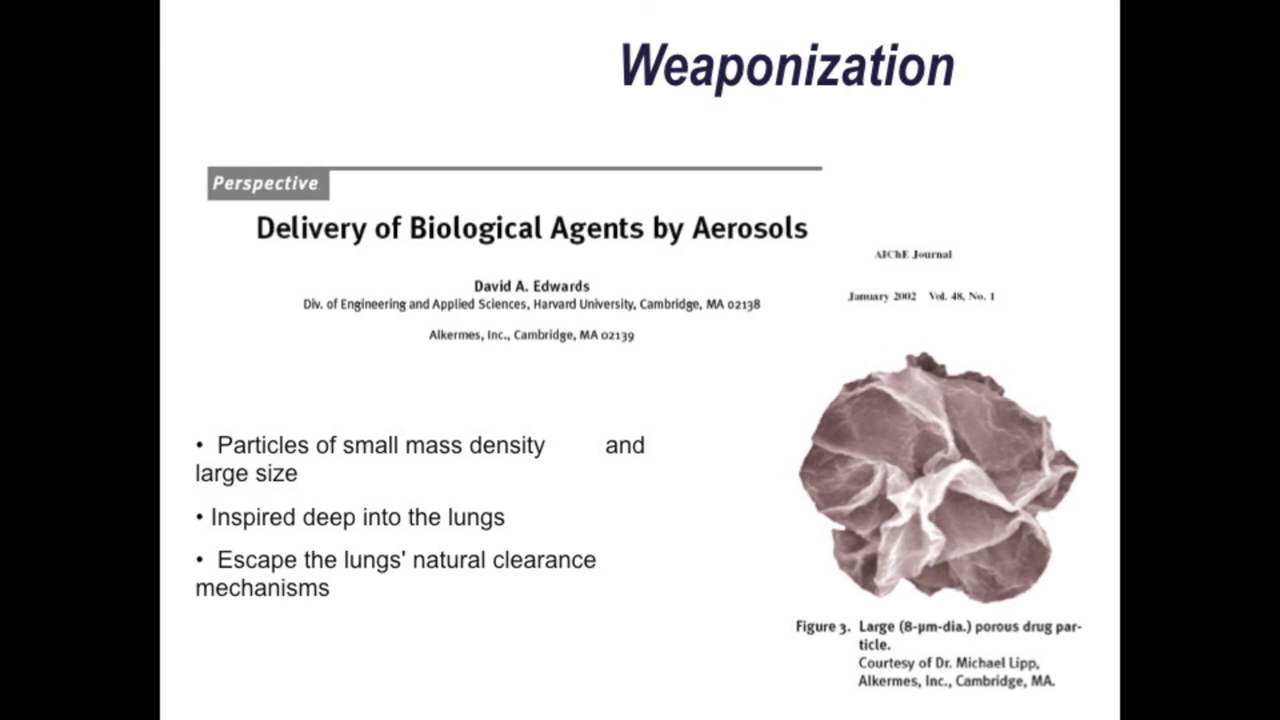 Weaponization
Perspective
Delivery of Biological Agents by Aerosols
AIChE Journal
David A. Edwards
Div. of Engineering and Applied Sciences, Harvard University, Cambridge, MA 02138
January 2002 Vol. 48, No. 1
Alkermes, Inc., Cambridge, MA 02139
• Particles of small mass density and
large size
• Inspired deep into the lungs
• Escape the lungs' natural clearance
mechanisms
Figure 3. Large (8-µm-dia.) porous drug par-
ticle.
Courtesy of Dr. Michael Lipp,
Alkermes, Inc., Cambridge, MA.